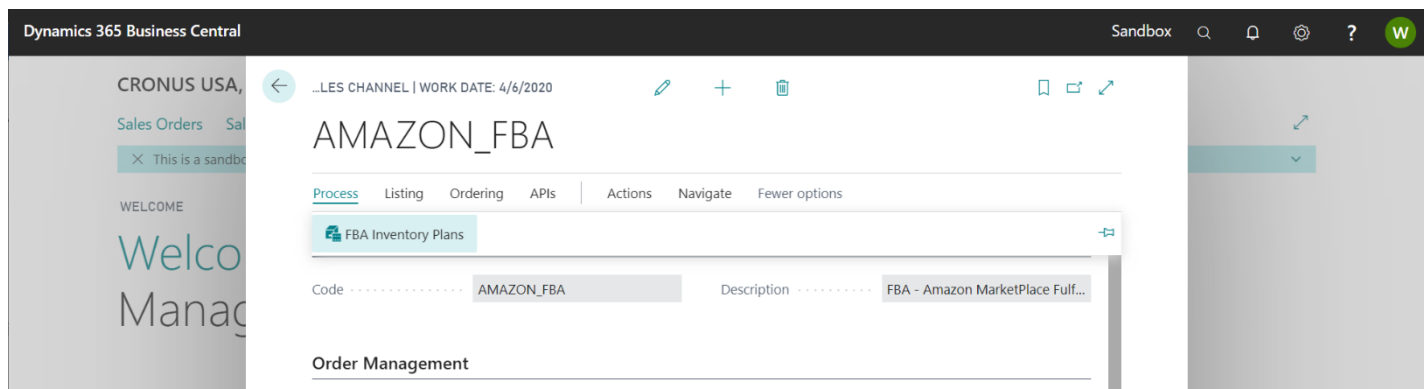 Dynamics 365 Business Central Sandbox ? W
CRONUS USA,
...LES CHANNEL | WORK DATE: 4/6/2020
Sales Orders Sal
AMAZON_FBA
This is a sandbo
Process Listing Ordering APIs Actions Navigate Fewer options
WELCOME
FBA Inventory Plans
Welco
Manag
Code AMAZON_FBA Description FBA - Amazon MarketPlace Fulf...
Order Management